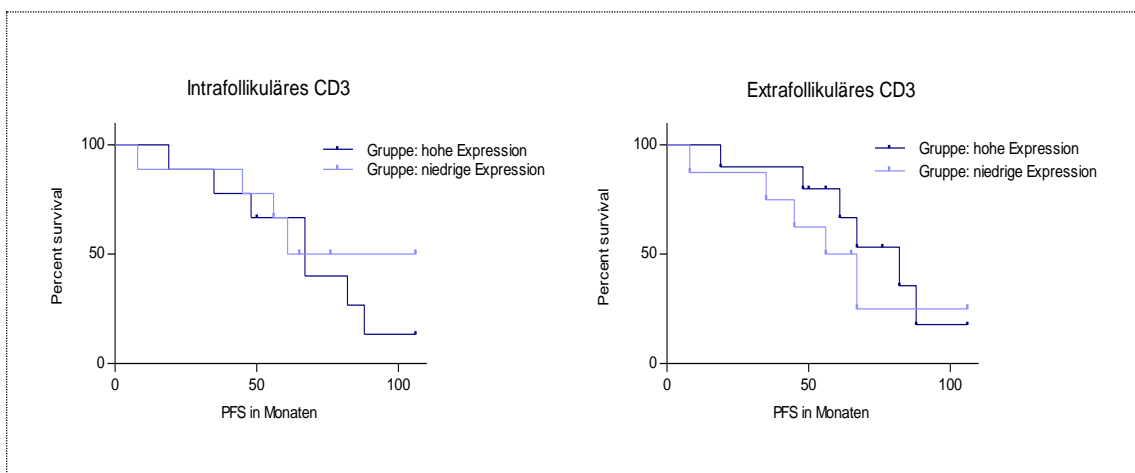 Intrafollikuläres CD3
100
50
0
Percent survival
Gruppe: hohe Expression
Gruppe: niedrige Expression
0 50 100
PFS in Monaten
Extrafollikuläres CD3
100
50
0
Percent survival
Gruppe: hohe Expression
Gruppe: niedrige Expression
0 50 100
PFS in Monaten